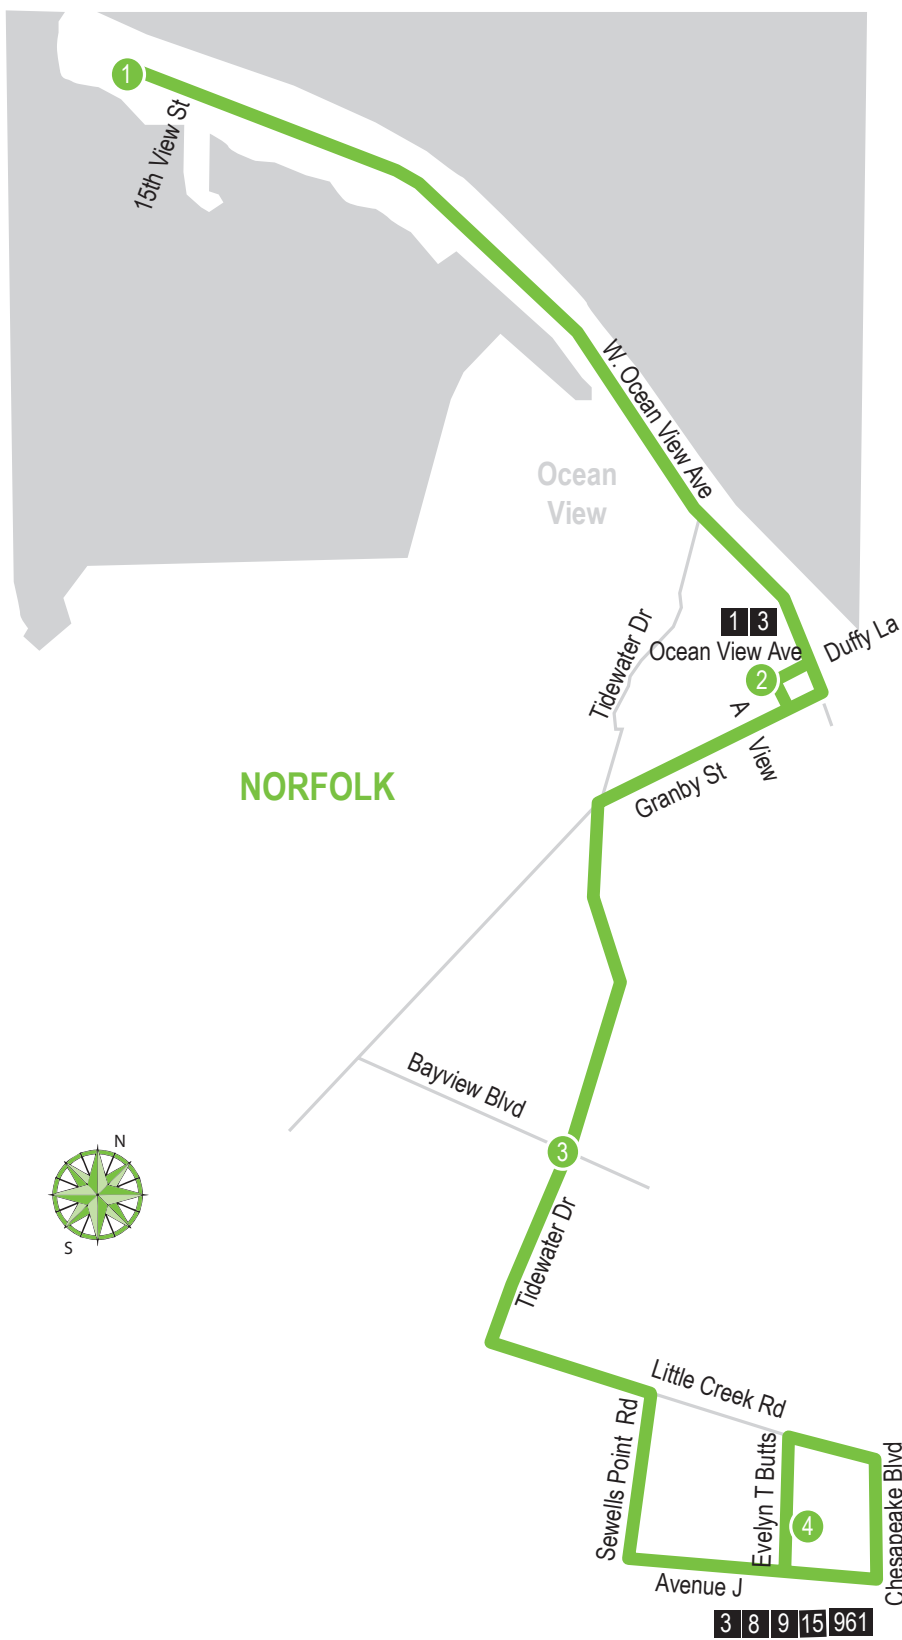 1
15th View St
W. Ocean View Ave
Ocean
View
1 3
Ocean View Ave
Duffy La
Tidewater Dr
2
A View
Granby St
NORFOLK
Bayview Blvd
3
N
S
Tidewater Dr
Little Creek Rd
Sewells Point Rd
Evelyn T Butts
4
Chesapeake Blvd
Avenue J
3 8 9 15 961